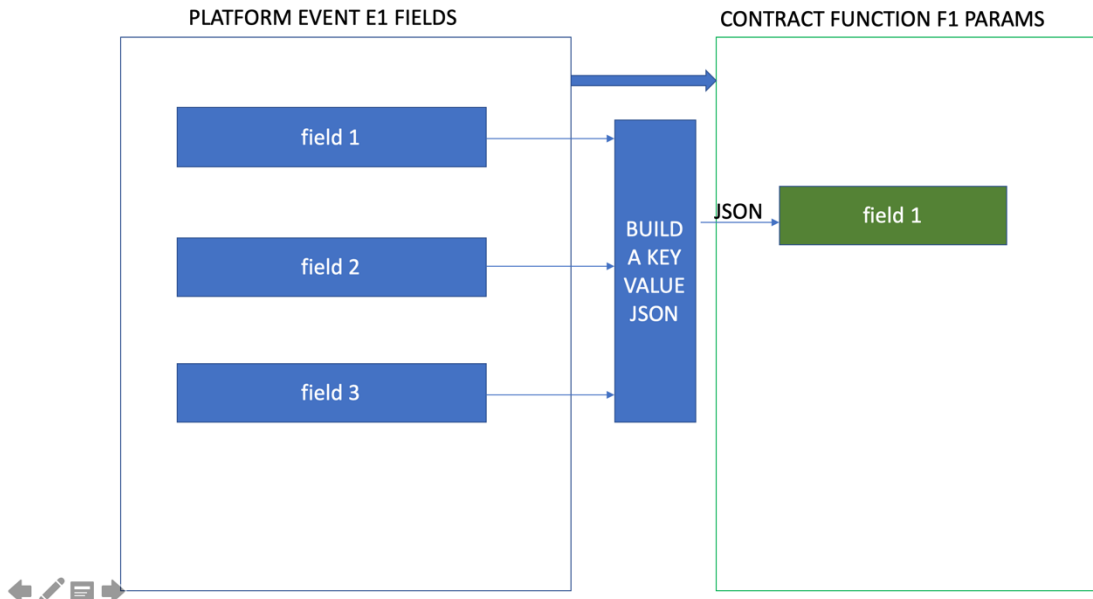 PLATFORM EVENT E1 FIELDS
CONTRACT FUNCTION F1 PARAMS
field 1
field 2
field 3
BUILD
A KEY
VALUE
JSON
JSON
field 1